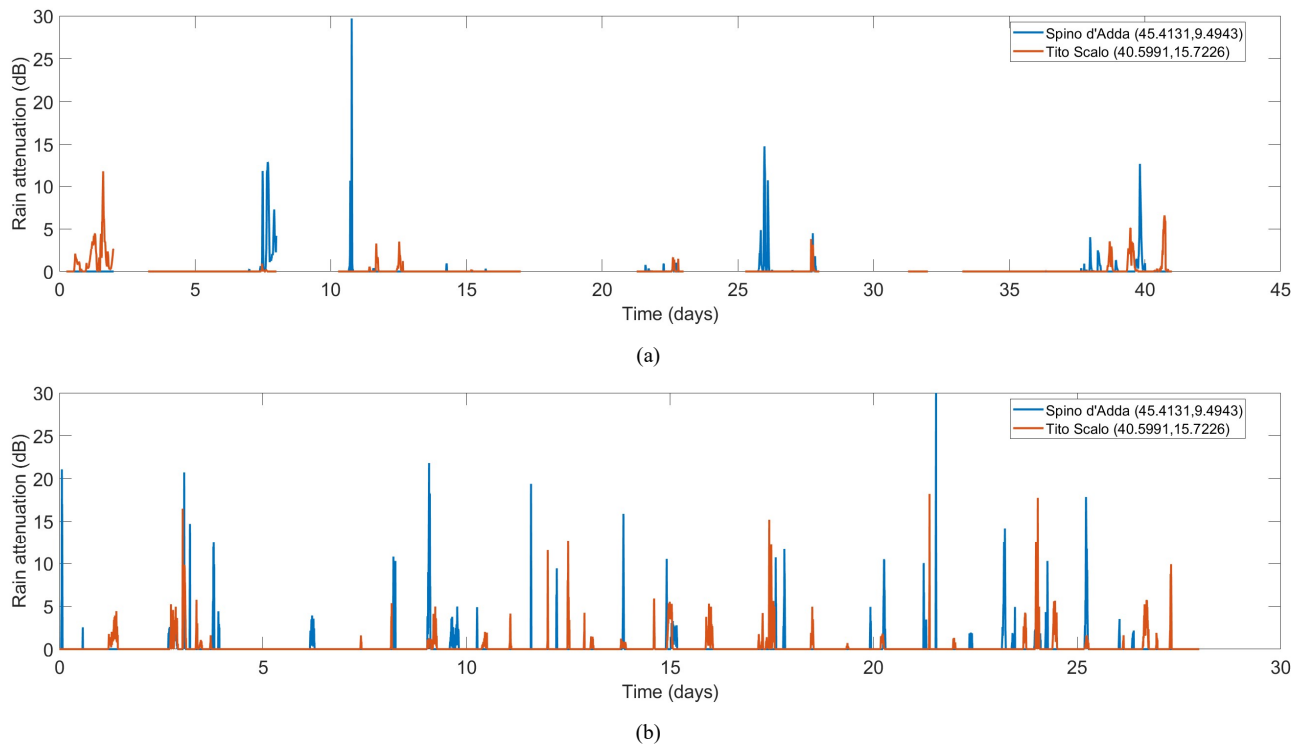 30
25
20
15
10
5
0
Rain attenuation (dB)
Spino d'Adda (45.4131,9.4943)
Tito Scalo (40.5991,15.7226)
0 5 10 15 20 25 30 35 40 45
Time (days)
(a)
30
25
20
15
10
5
0
Rain attenuation (dB)
Spino d'Adda (45.4131,9.4943)
Tito Scalo (40.5991,15.7226)
0 5 10 15 20 25 30
Time (days)
(b)